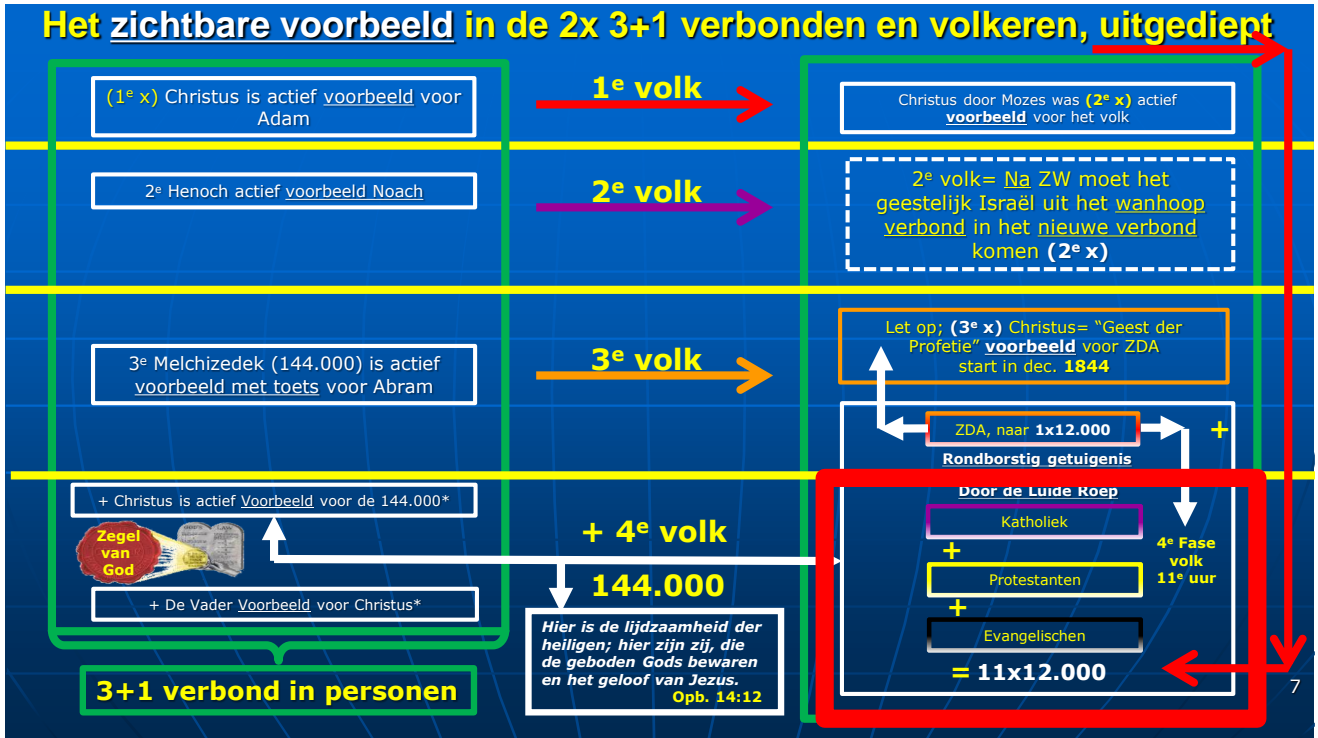 Het zichtbare voorbeeld in de 2x 3+1 verbonden en volkeren, uitgediept
(1e x) Christus is actief voorbeeld voor
Adam
1e volk
Christus door Mozes was (2e x) actief
voorbeeld voor het volk
2e Henoch actief voorbeeld Noach
2e volk
2e volk= Na ZW moet het
geestelijk Israël uit het wanhoop
verbond in het nieuwe verbond
komen (2e x)
3e Melchizedek (144.000) is actief
voorbeeld met toets voor Abram
3e volk
Let op; (3e x) Christus= "Geest der
Profetie" voorbeeld voor ZDA
start in dec. 1844
ZDA, naar 1x12.000
+
Rondborstig getuigenis
Door de Luide Roep
+ Christus is actief Voorbeeld voor de 144.000*
Zegel
van
God
+ De Vader Voorbeeld voor Christus*
3+1 verbond in personen
+ 4e volk
144.000
Hier is de lijdzaamheid der
heiligen; hier zijn zij, die
de geboden Gods bewaren
en het geloof van Jezus.
Opb. 14:12
Katholiek
+
Protestanten
+
Evangelischen
= 11x12.000
4e Fase
volk
11e uur
7